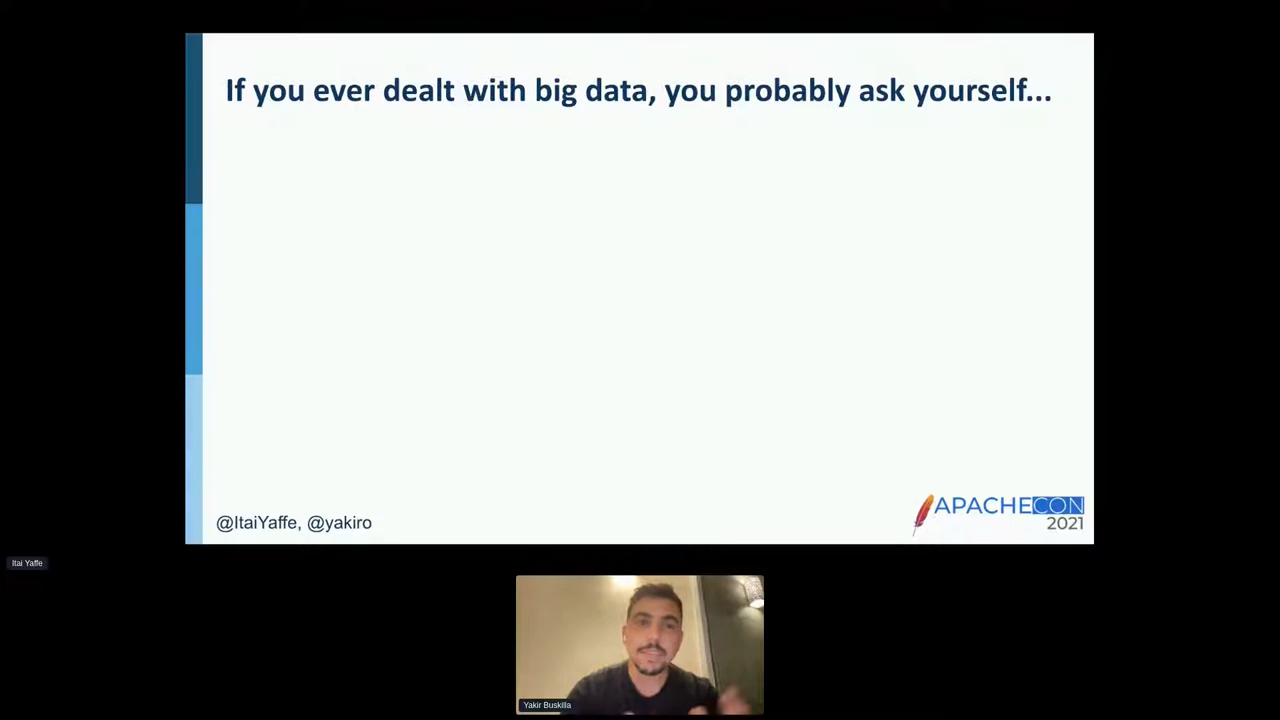 If you ever dealt with big data, you probably ask yourself...
@ItaiYaffe, @yakiro
APACHECON
2021
Itai Yaffe
Yakir Buskilla